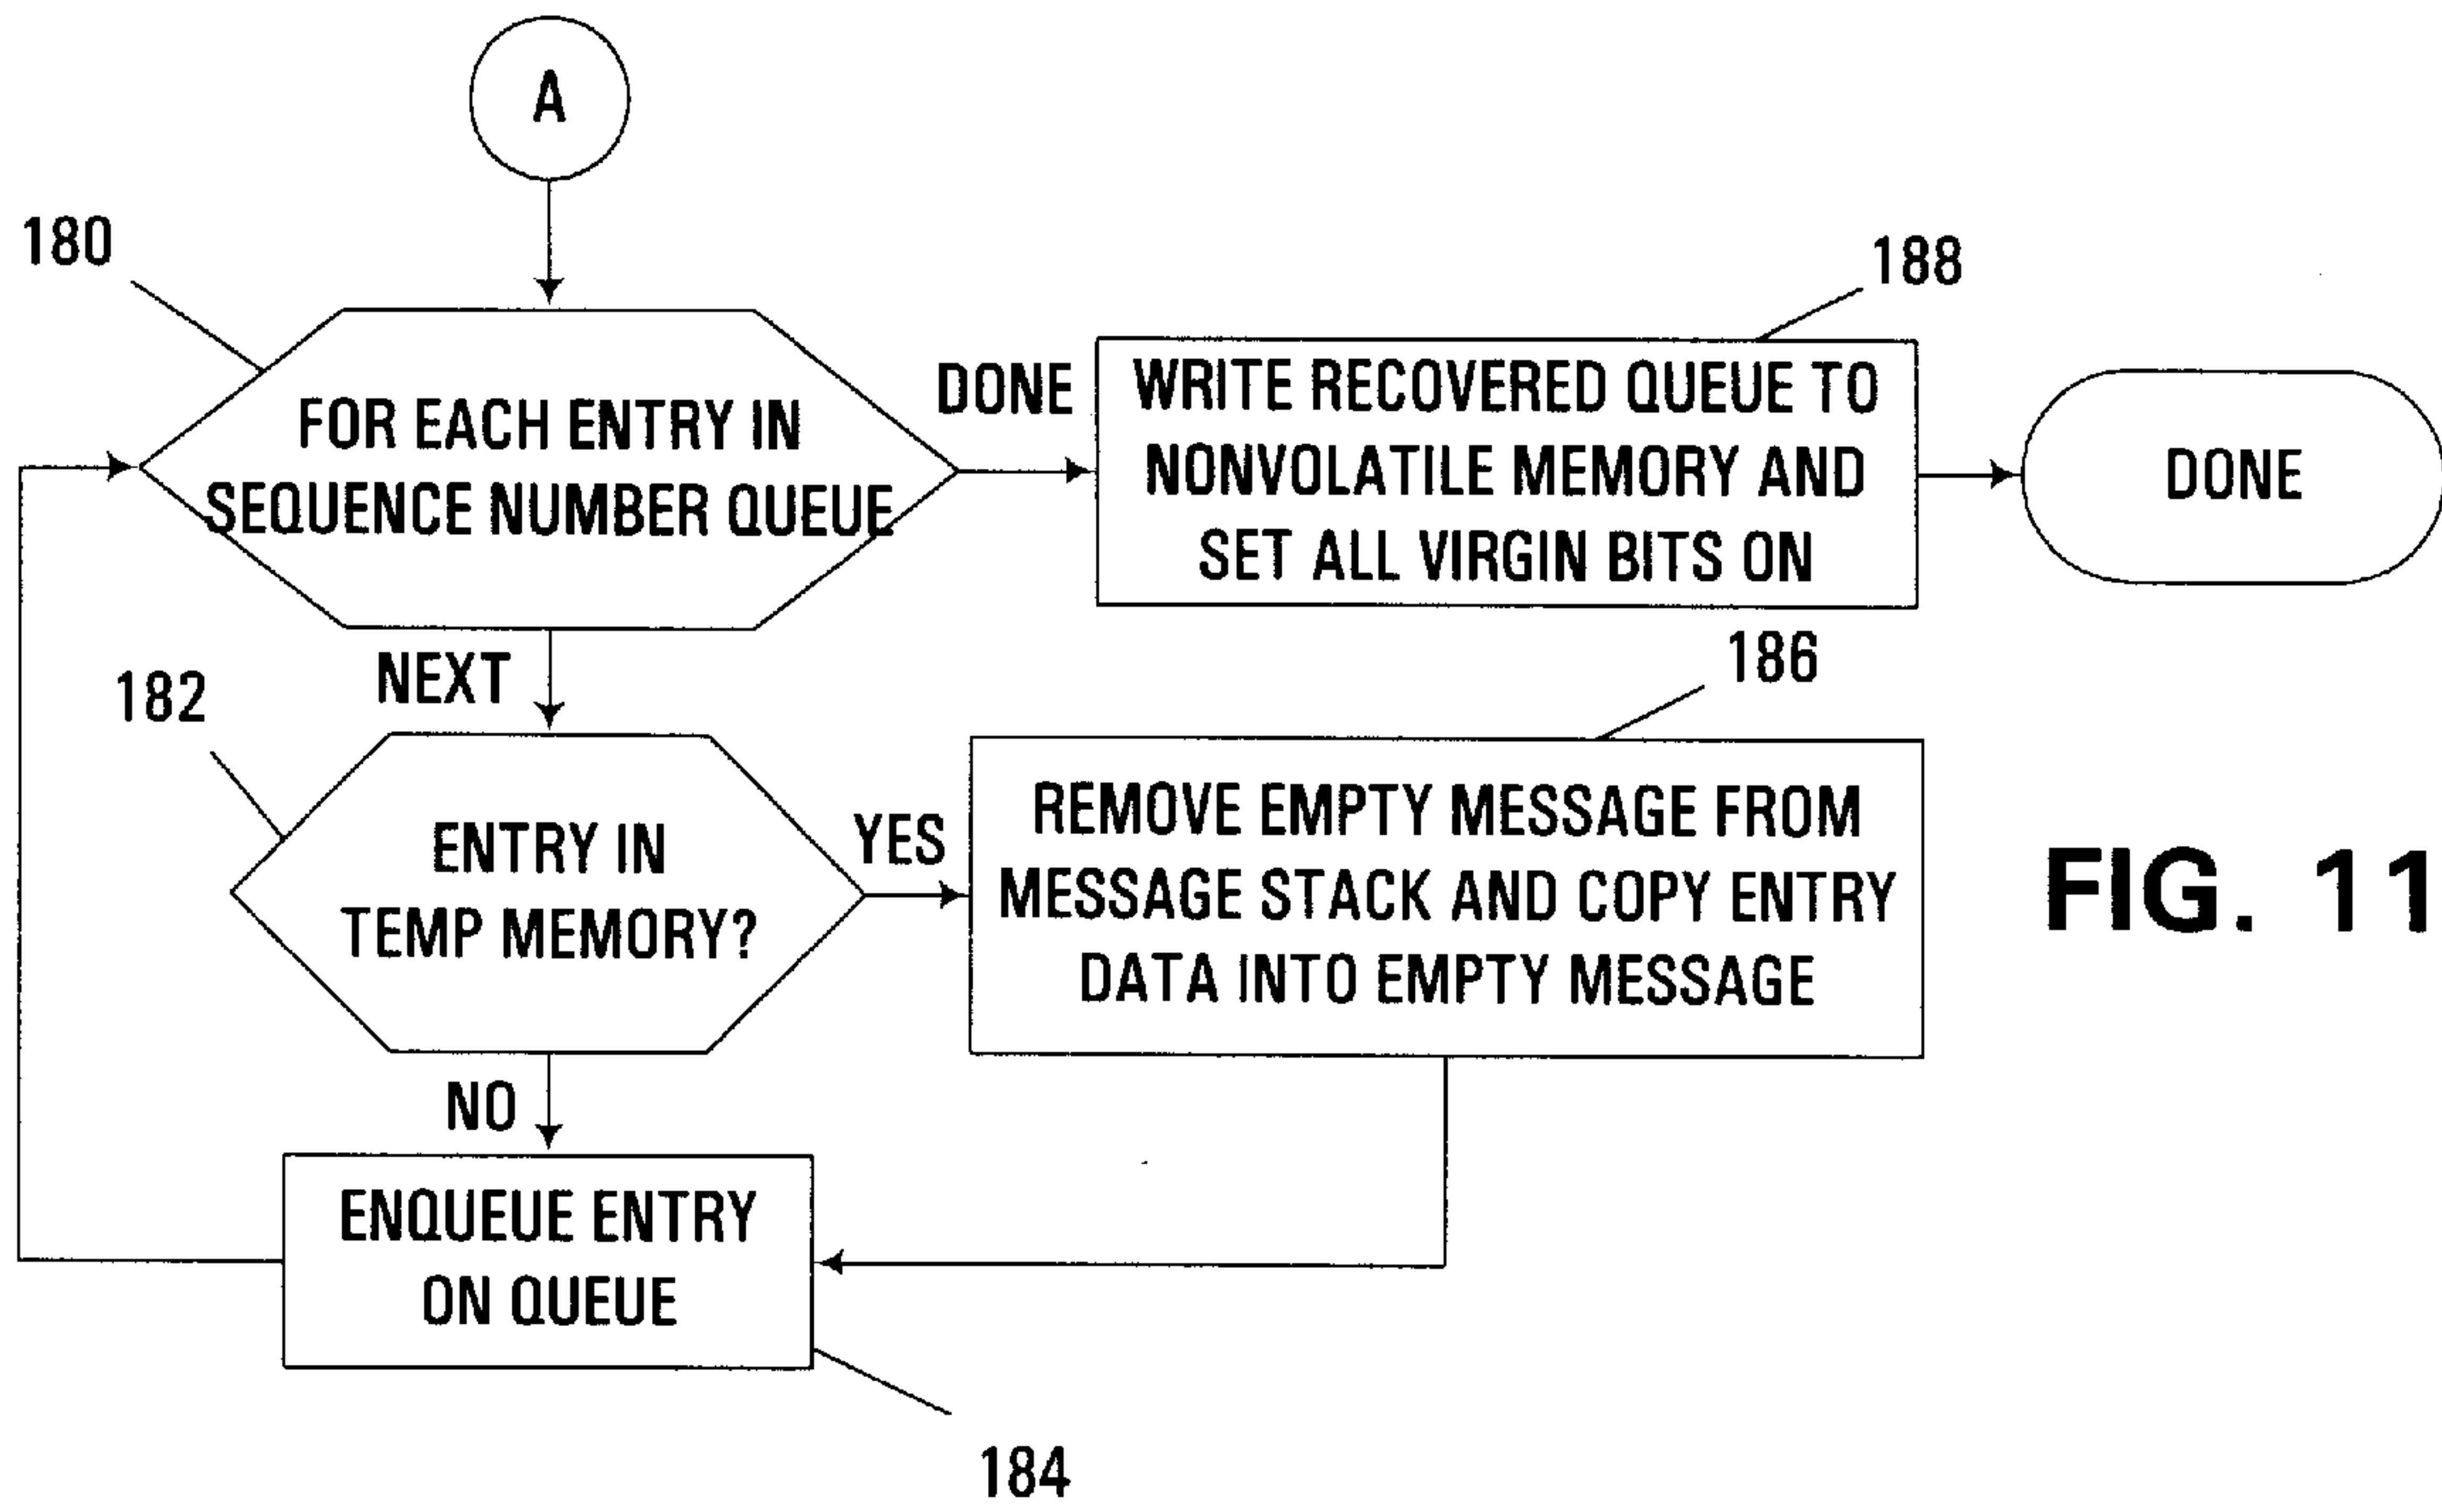 A
180
188
FOR EACH ENTRY IN
SEQUENCE NUMBER QUEUE
DONE
WRITE RECOVERED QUEUE TO
NONVOLATILE MEMORY AND
SET ALL VIRGIN BITS ON
DONE
NEXT
182
186
ENTRY IN
TEMP MEMORY?
YES
REMOVE EMPTY MESSAGE FROM
MESSAGE STACK AND COPY ENTRY
DATA INTO EMPTY MESSAGE
FIG. 11
NO
ENQUEUE ENTRY
ON QUEUE
184